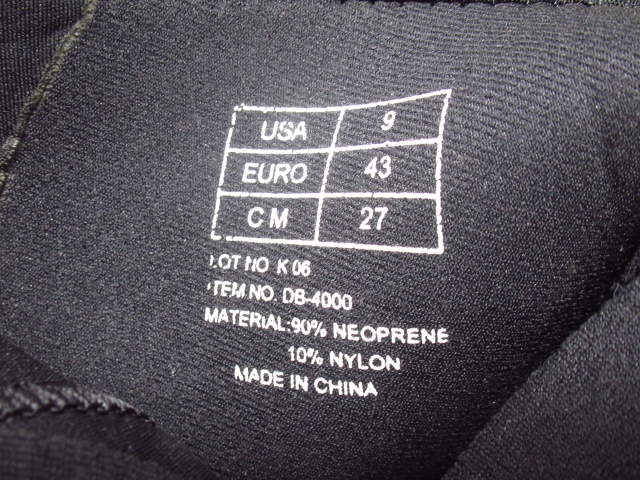 USA 9
EURO 43
CM 27
LOT NO K 06
ITEM NO. DB-4000
MATERIAL:90% NEOPRENE
10% NYLON
MADE IN CHINA